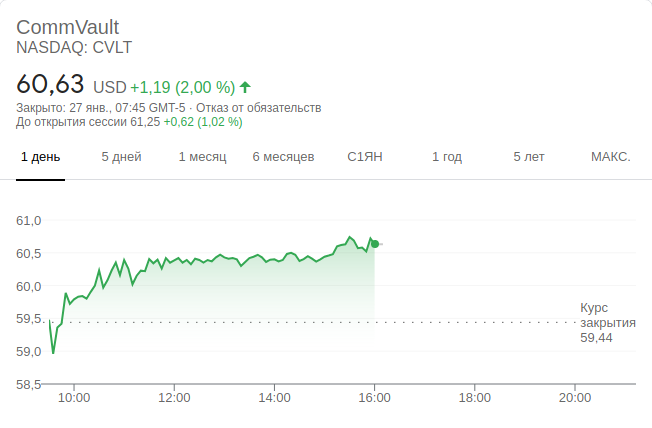 CommVault
NASDAQ: CVLT
60,63 USD +1,19 (2,00 %)
Закрыто: 27 янв., 07:45 GMT-5 · Отказ от обязательств
До открытия сессии 61,25 +0,62 (1,02 %)
1 день 5 дней 1 месяц 6 месяцев С1ЯН 1 год 5 лет МАКС.
61,0
60,5
60,0
59,5
59,0
58,5
Курс
закрытия
59,44
10:00 12:00 14:00 16:00 18:00 20:00